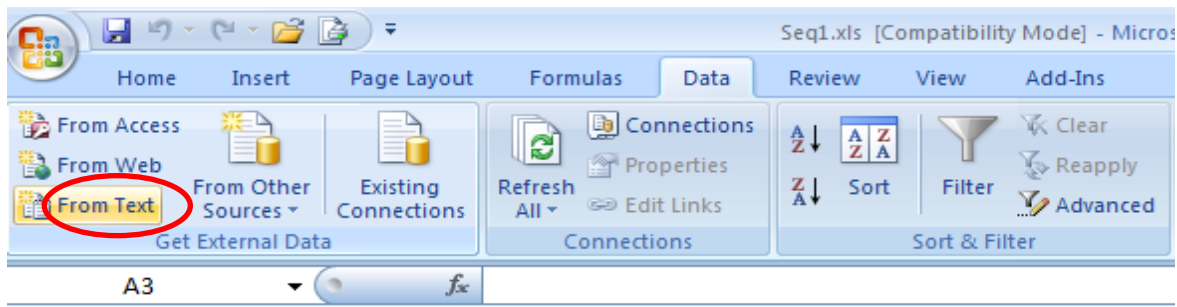 Seq1.xls [Compatibility Mode] - Micros
Home Insert Page Layout Formulas Data Review View Add-Ins
From Access
From Web
From Text
From Other
Sources
Existing
Connections
Get External Data
Refresh
All
Connections
Properties
Edit Links
Connections
A
Z
Z
A
A Z
Z A
Sort
Filter
Clear
Reapply
Advanced
Sort & Filter
A3
fx